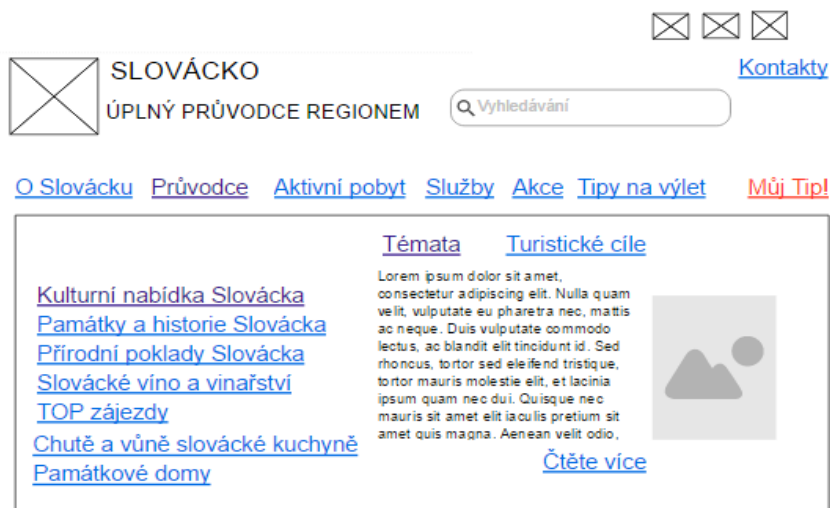 Kontakty
SLOVÁCKO
ÚPLNÝ PRŮVODCE REGIONEM
Vyhledávání
O Slovácku Průvodce Aktivní pobyt Služby Akce Tipy na výlet Můj Tip!
Témata Turistické cíle
Kulturní nabídka Slovácka
Památky a historie Slovácka
Přírodní poklady Slovácka
Slovácké víno a vinařství
TOP zájezdy
Chutě a vůně slovácké kuchyně
Památkové domy
Lorem ipsum dolor sit amet,
consectetur adipiscing elit. Nulla quam
velit, vulputate eu pharetra nec, mattis
ac neque. Duis vulputate commodo
lectus, ac blandit elit tincidunt id. Sed
rhoncus, tortor sed eleifend tristique,
tortor mauris molestie elit, et lacinia
ipsum quam nec dui. Quisque nec
mauris sit amet elit iaculis pretium sit
amet quis magna. Aenean velit odio,
Čtěte více